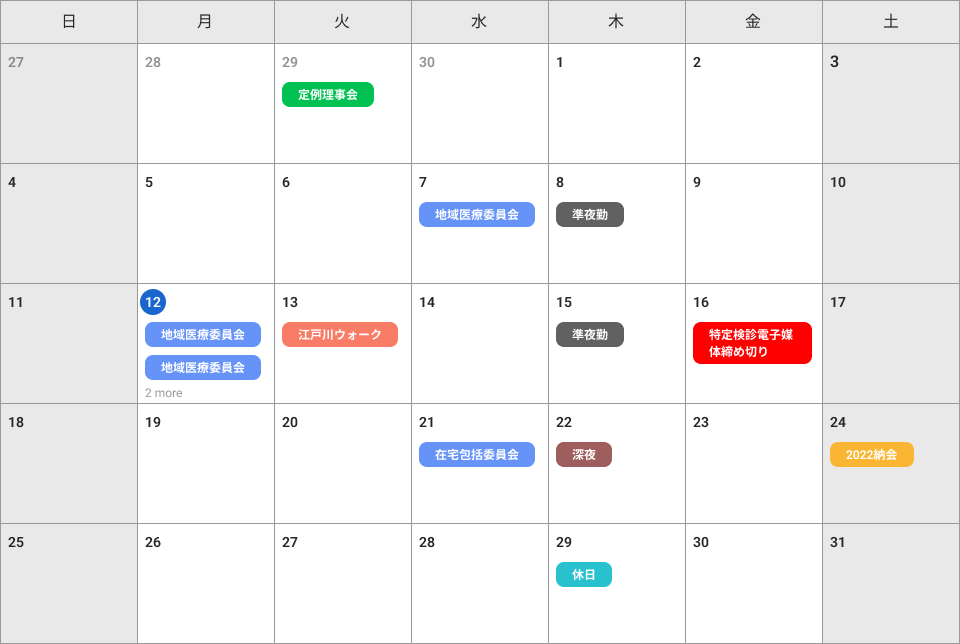 日 月 火 水 木 金 土
27 28 29 30 1 2 3
定例理事会
4 5 6 7 8 9 10
地域医療委員会 準夜勤
11 12 13 14 15 16 17
地域医療委員会 江戸川ウォーク 準夜勤 特定検診電子媒
体締め切り
地域医療委員会
2 more
18 19 20 21 22 23 24
在宅包括委員会 深夜 2022納会
25 26 27 28 29 30 31
休日